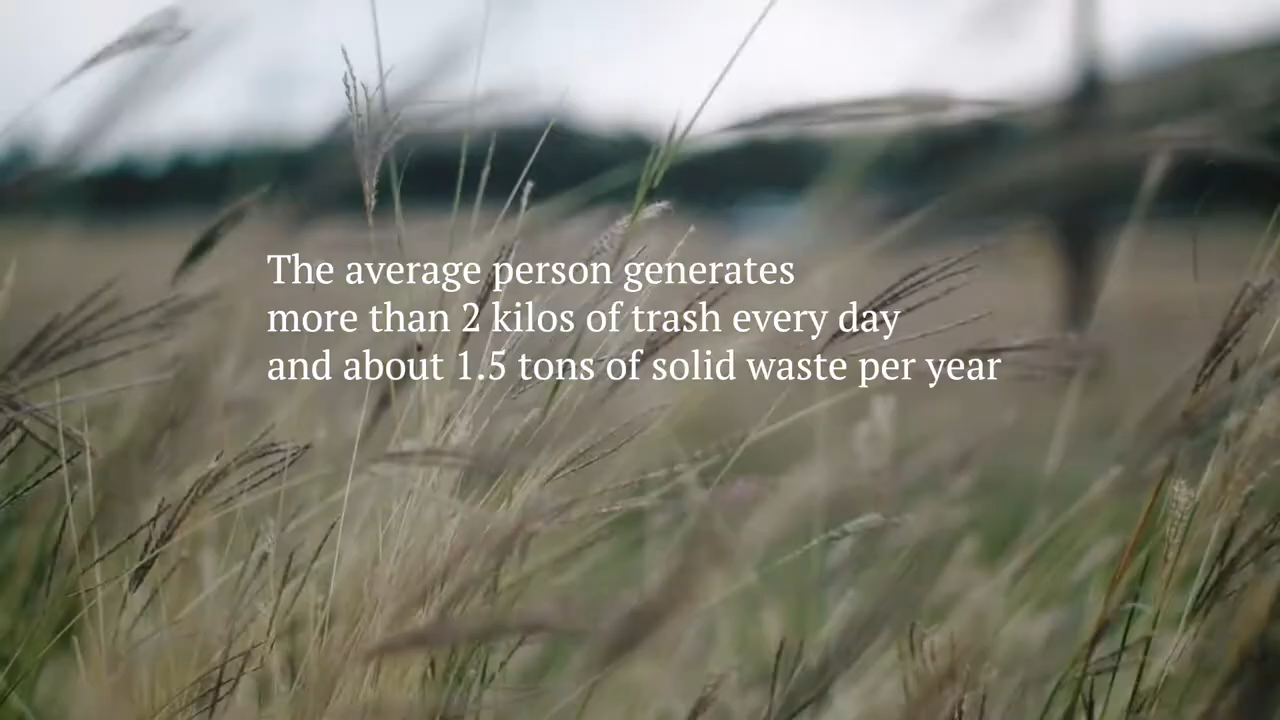 The average person generates
more than 2 kilos of trash every day
and about 1.5 tons of solid waste per year